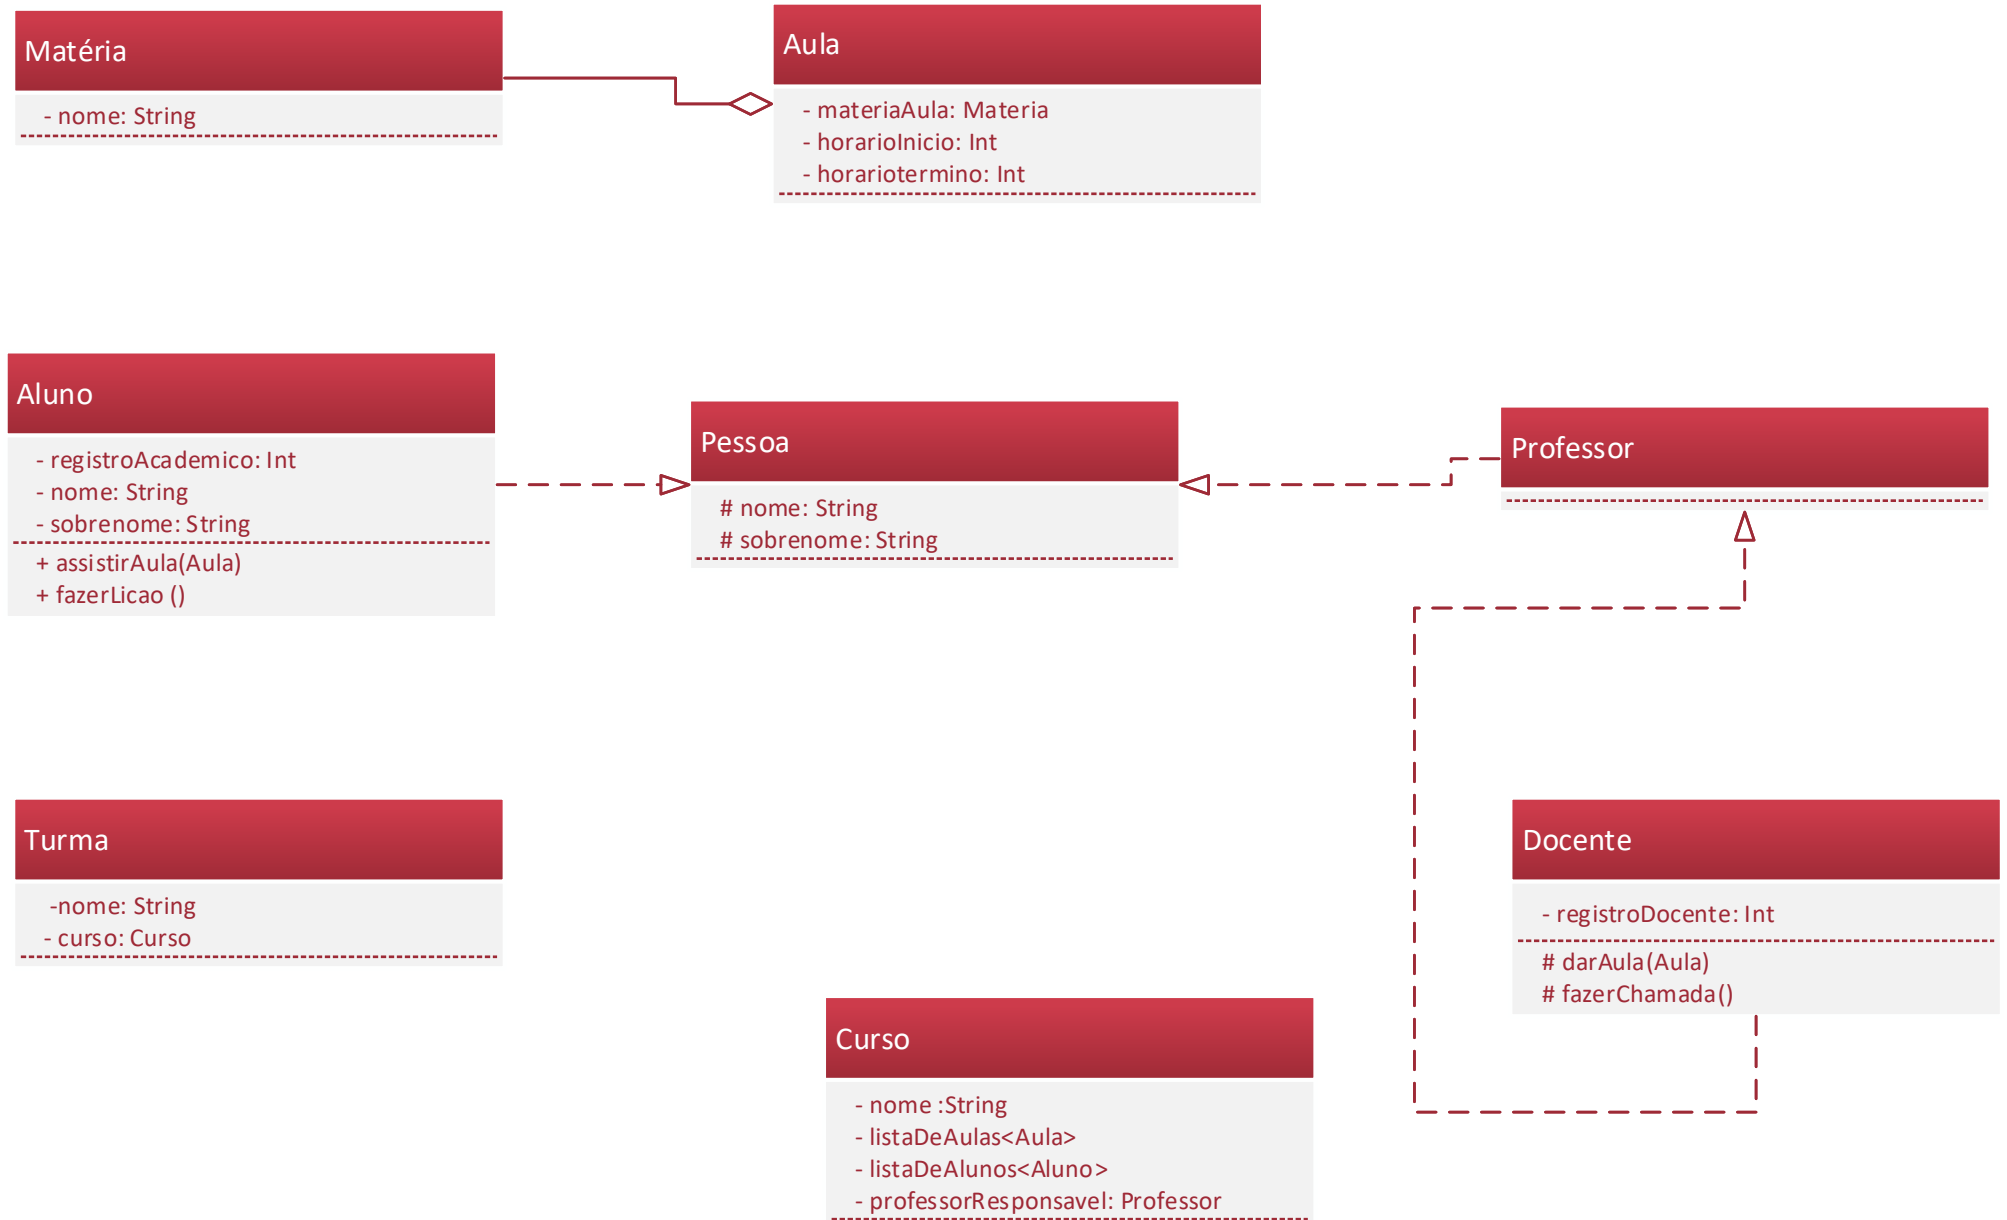 Matéria
- nome: String
Aula
- materiaAula: Materia
- horarioInicio: Int
- horariotermino: Int
Aluno
- registroAcademico: Int
- nome: String
- sobrenome: String
+ assistirAula(Aula)
+ fazerLicao ()
Pessoa
# nome: String
# sobrenome: String
Professor
Turma
-nome: String
- curso: Curso
Docente
- registroDocente: Int
# darAula(Aula)
# fazerChamada()
Curso
- nome :String
- listaDeAulas<Aula>
- listaDeAlunos<Aluno>
- professorResponsavel: Professor